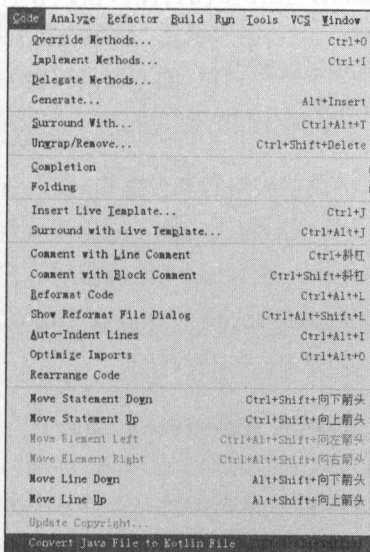 Code Analyze Refactor Build Run Tools VCS Window
Override Methods... Ctrl+O
Implement Methods... Ctrl+I
Delegate Methods...
Generate... Alt+Insert
Surround With... Ctrl+Alt+T
Unwrap/Remove... Ctrl+Shift+Delete
Completion
Folding
Insert Live Template... Ctrl+J
Surround with Live Template... Ctrl+Alt+J
Comment with Line Comment Ctrl+斜杠
Comment with Block Comment Ctrl+Shift+斜杠
Reformat Code Ctrl+Alt+L
Show Reformat File Dialog Ctrl+Alt+Shift+L
Auto-Indent Lines Ctrl+Alt+I
Optimize Imports Ctrl+Alt+O
Rearrange Code
Move Statement Down Ctrl+Shift+向下箭头
Move Statement Up Ctrl+Shift+向上箭头
Move Element Left Ctrl+Alt+Shift+向左箭头
Move Element Right Ctrl+Alt+Shift+向右箭头
Move Line Down Alt+Shift+向下箭头
Move Line Up Alt+Shift+向上箭头
Update Copyright...
Convert Java File to Kotlin File